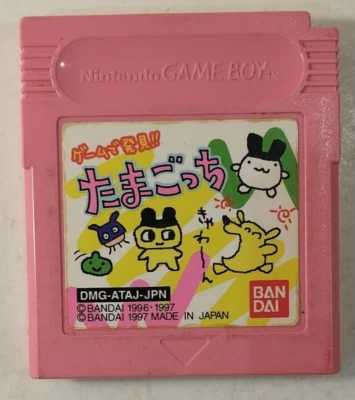 Nintendo GAME BOY™
ゲームで発見!!
たまごっち
きゃわーん
DMG-ATAJ-JPN
©BANDAI 1996•1997
©BANDAI 1997 MADE IN JAPAN
BAN
DAI